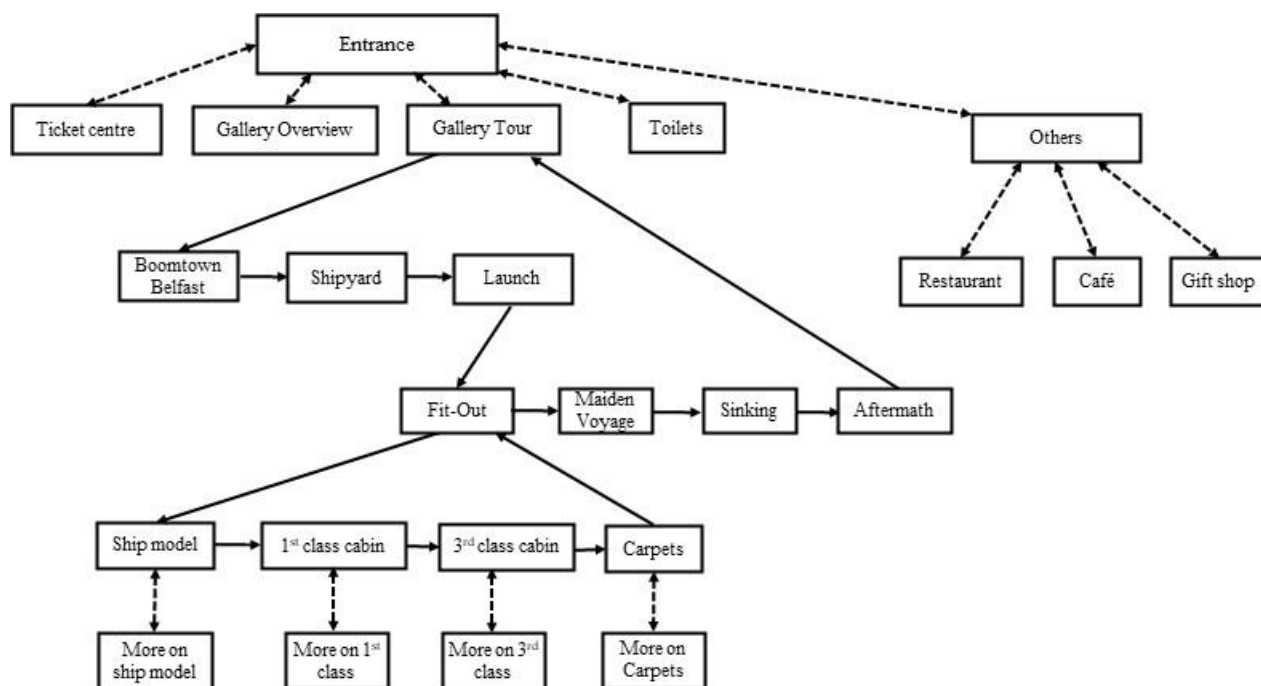 Entrance
Ticket centre
Gallery Overview
Gallery Tour
Toilets
Others
Boomtown
Belfast
Shipyard
Launch
Restaurant
Café
Gift shop
Fit-Out
Maiden
Voyage
Sinking
Aftermath
Ship model
1st class cabin
3rd class cabin
Carpets
More on
ship model
More on 1st
class
More on 3rd
class
More on
Carpets